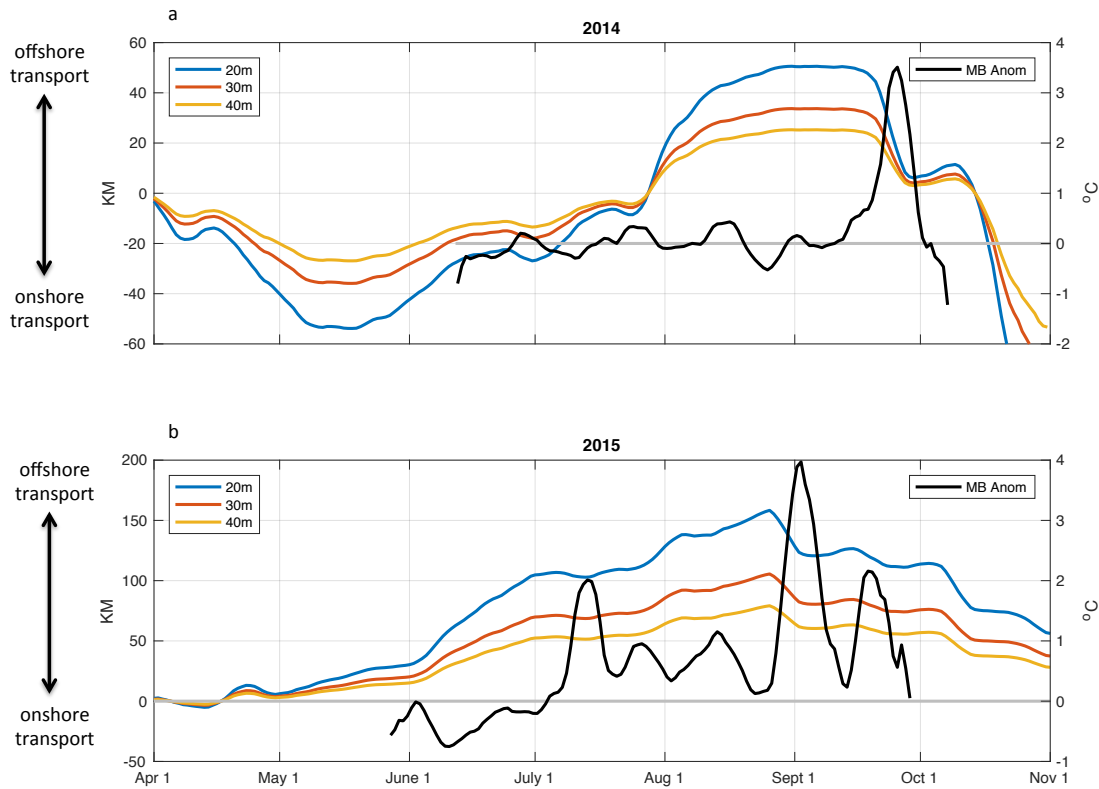 a
2014
offshore
transport
onshore
transport
KM
60
40
20
0
-20
-40
-60
20m
30m
40m
MB Anom
4
3
2
1
0
-1
-2
oC
b
2015
offshore
transport
onshore
transport
KM
200
150
100
50
0
-50
20m
30m
40m
MB Anom
4
3
2
1
0
-1
oC
Apr 1 May 1 June 1 July 1 Aug 1 Sept 1 Oct 1 Nov 1